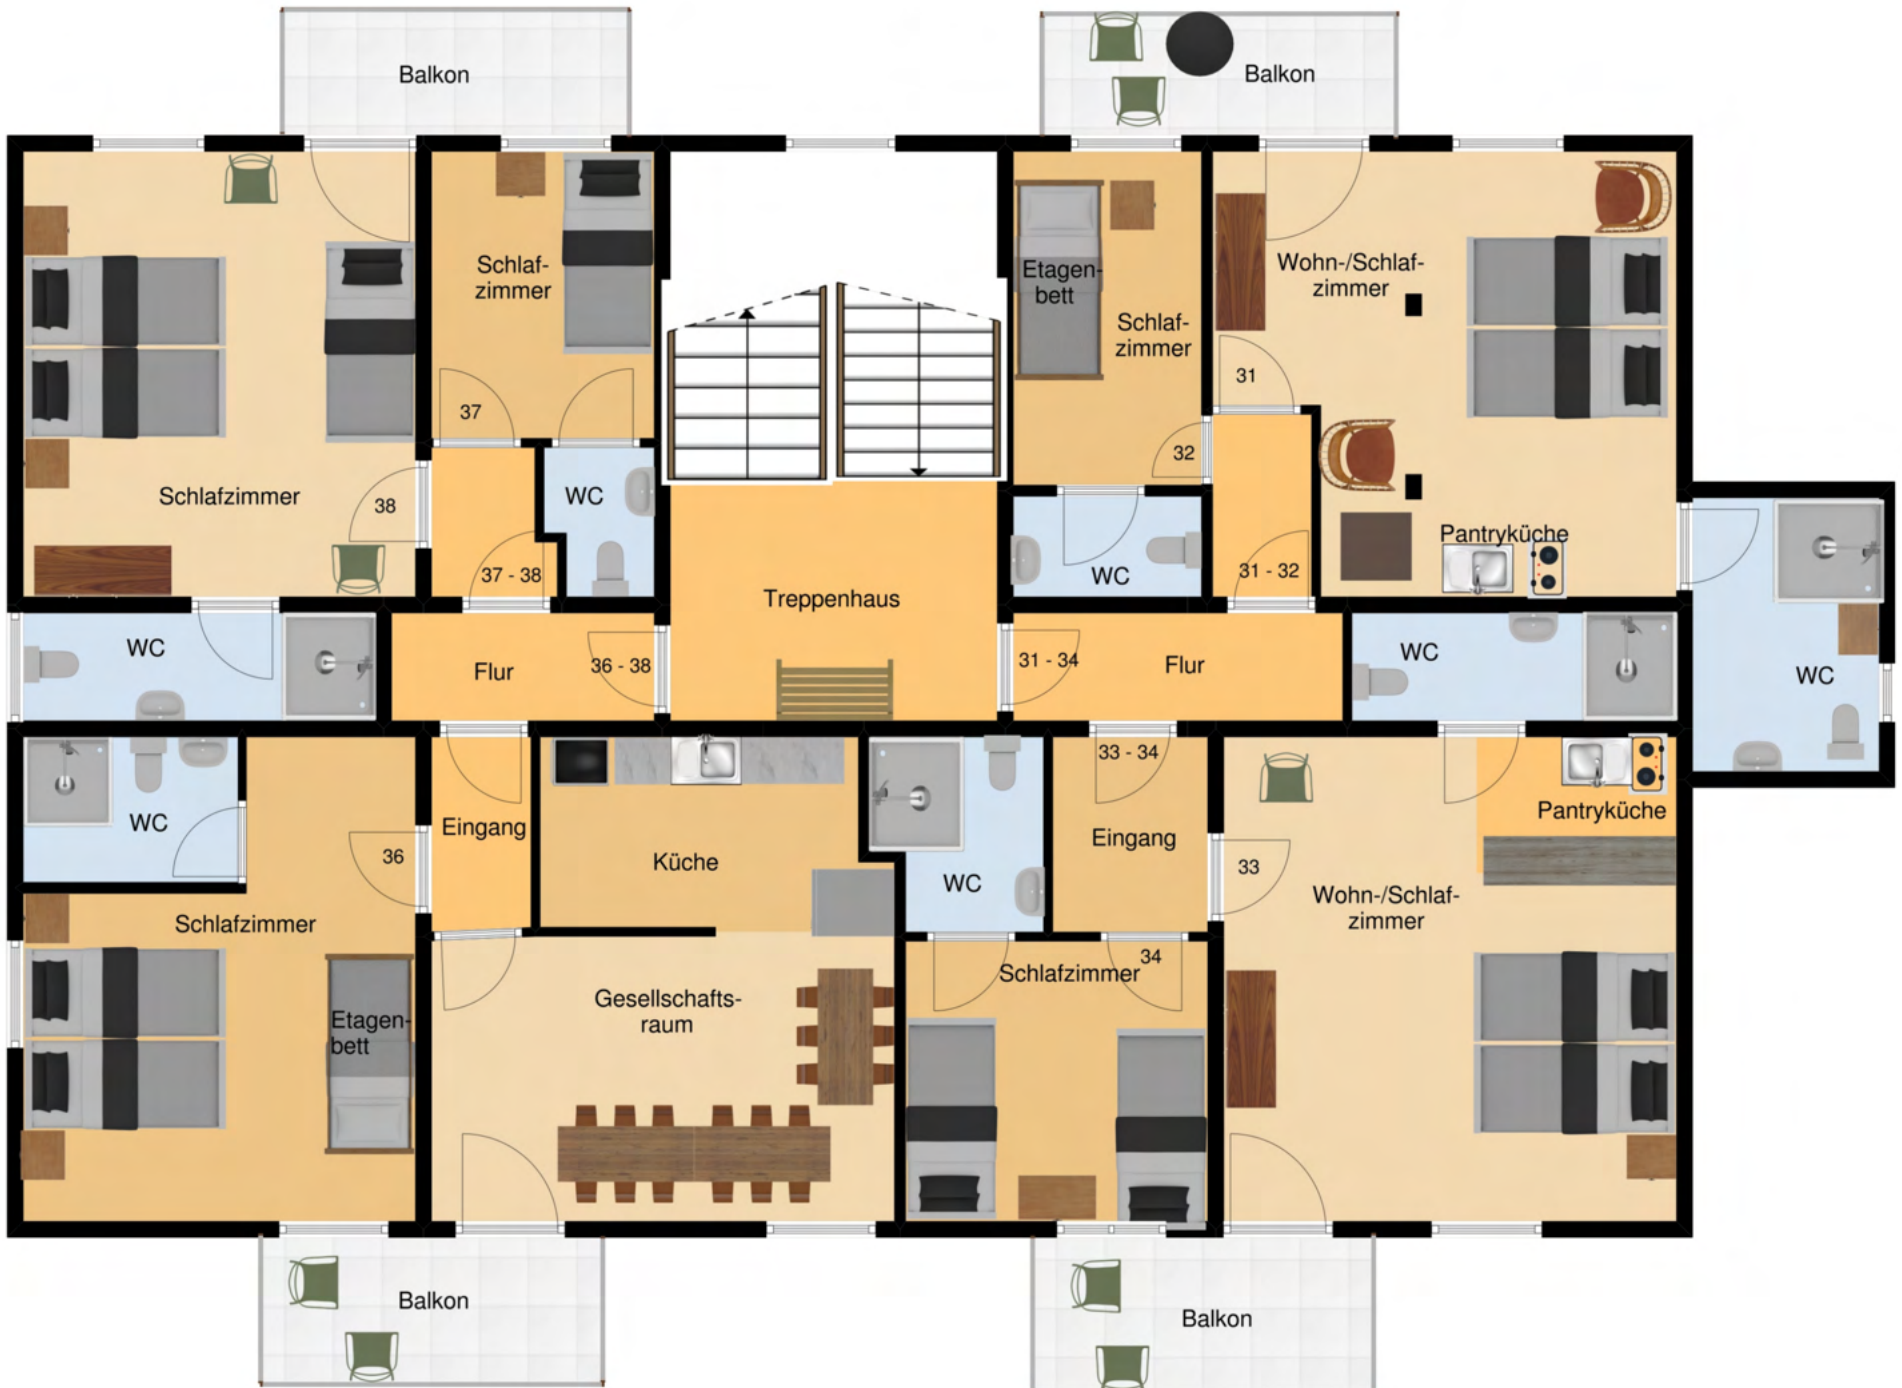 Balkon
Balkon
Schlaf-
zimmer
Etagen-
bett
Schlaf-
zimmer
Wohn-/Schlaf-
zimmer
31
37
32
Schlafzimmer
38
WC
Pantryküche
37 - 38
WC
31 - 32
Treppenhaus
WC
Flur
36 - 38
31 - 34
Flur
WC
WC
WC
Eingang
36
Küche
33 - 34
Eingang
WC
33
Pantryküche
Wohn-/Schlaf-
zimmer
Schlafzimmer
Etagen-
bett
Gesellschafts-
raum
Schlafzimmer
34
Balkon
Balkon